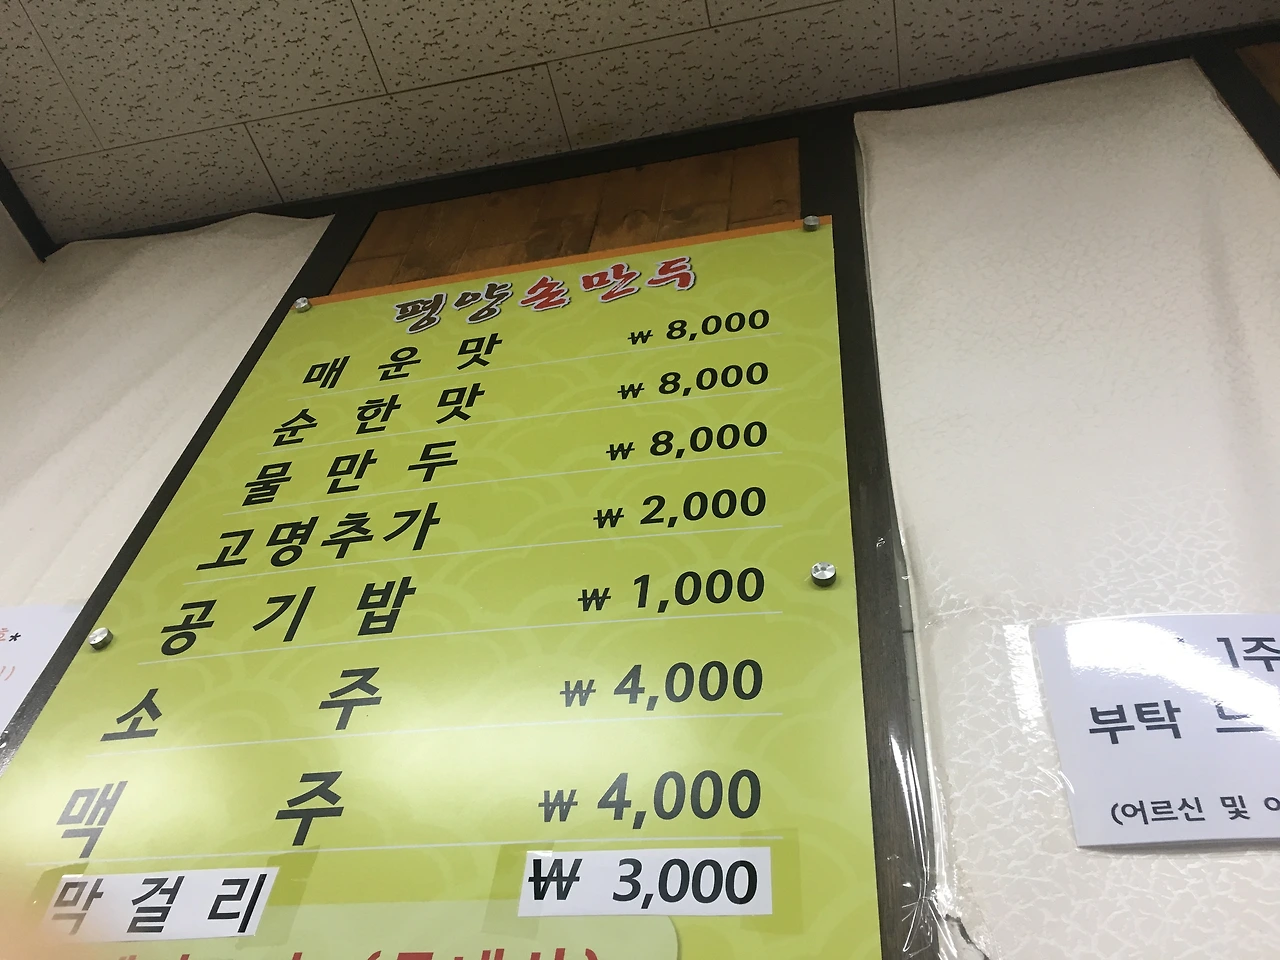 평양손만두
매운맛 ₩ 8,000
순한맛 ₩ 8,000
물만두 ₩ 8,000
고명추가 ₩ 2,000
공기밥 ₩ 1,000
소주 ₩ 4,000
맥주 ₩ 4,000
막걸리 ₩ 3,000
1주
부탁
(어르신 및